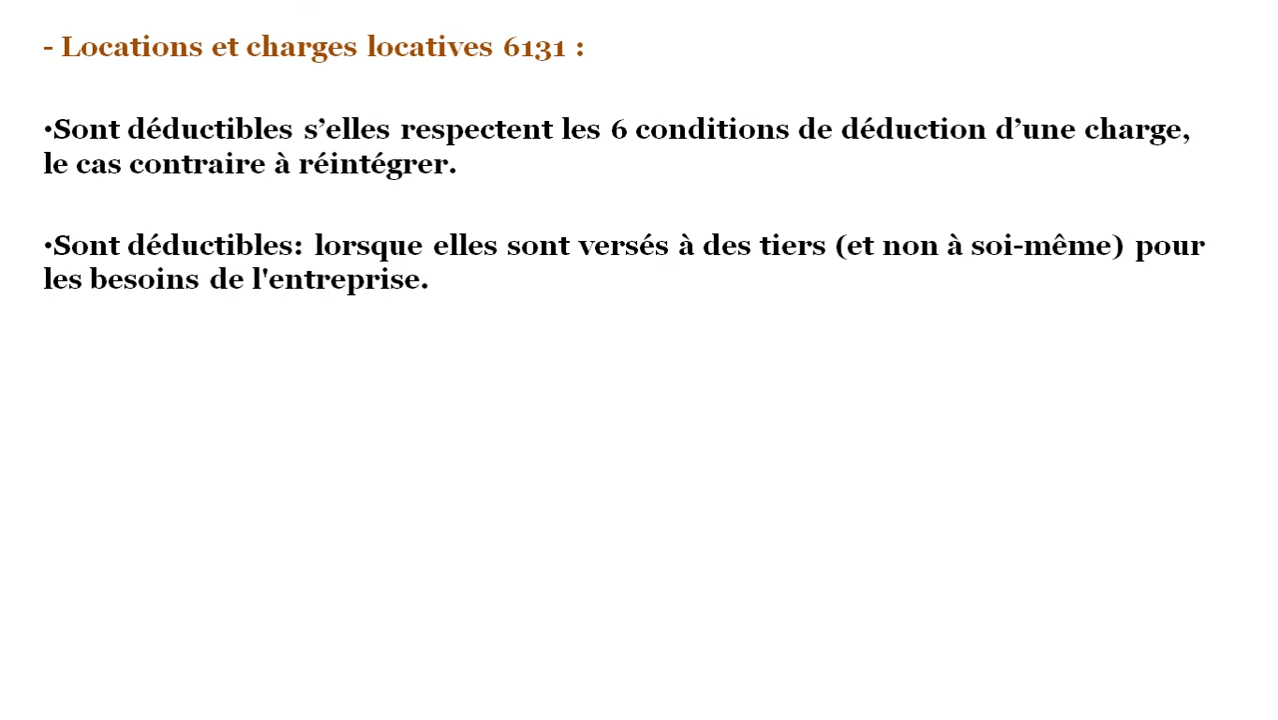 - Locations et charges locatives 6131 :
•Sont déductibles s’elles respectent les 6 conditions de déduction d’une charge,
le cas contraire à réintégrer.
•Sont déductibles: lorsque elles sont versés à des tiers (et non à soi-même) pour
les besoins de l'entreprise.